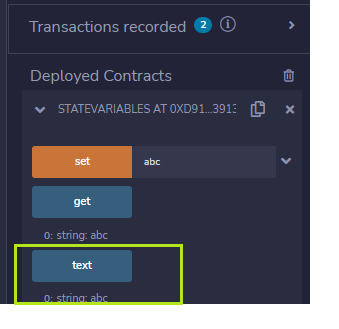 Transactions recorded 2 i
Deployed Contracts
STATEVARIABLES AT 0XD91...3913
set abc
get
0: string: abc
text
0: string: abc